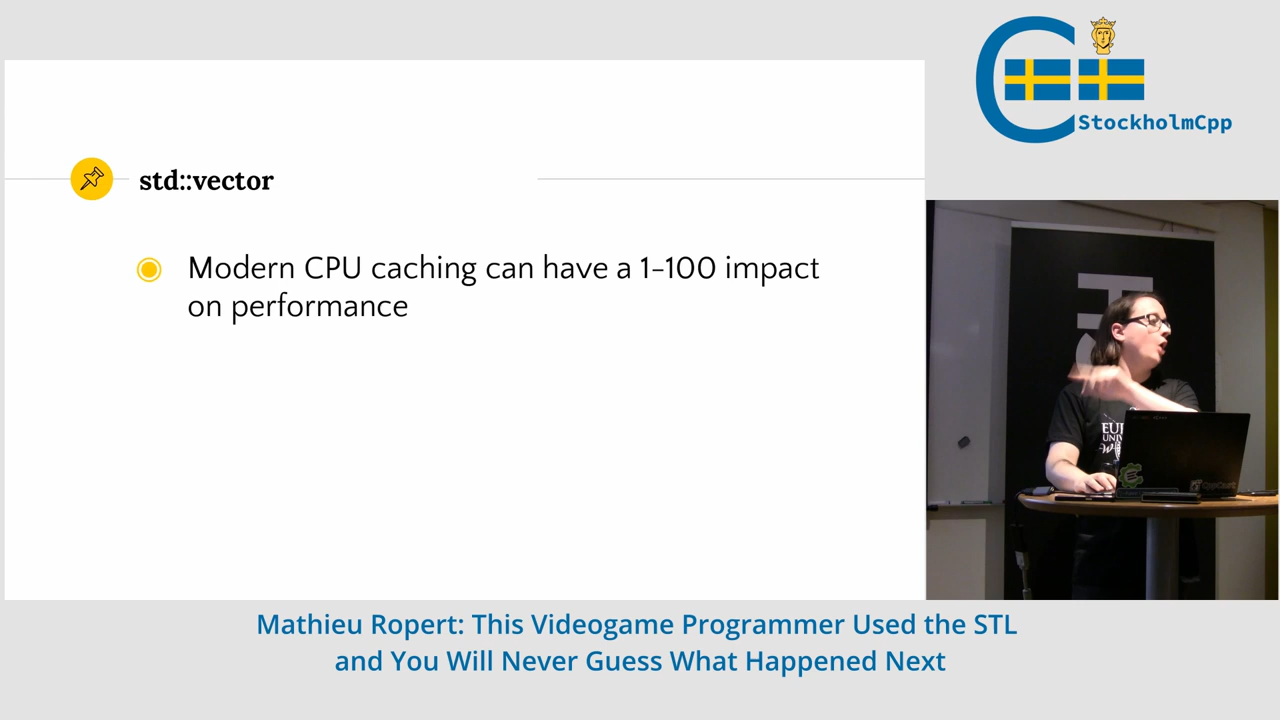 StockholmCpp
std::vector
Modern CPU caching can have a 1-100 impact
on performance
Mathieu Ropert: This Videogame Programmer Used the STL
and You Will Never Guess What Happened Next